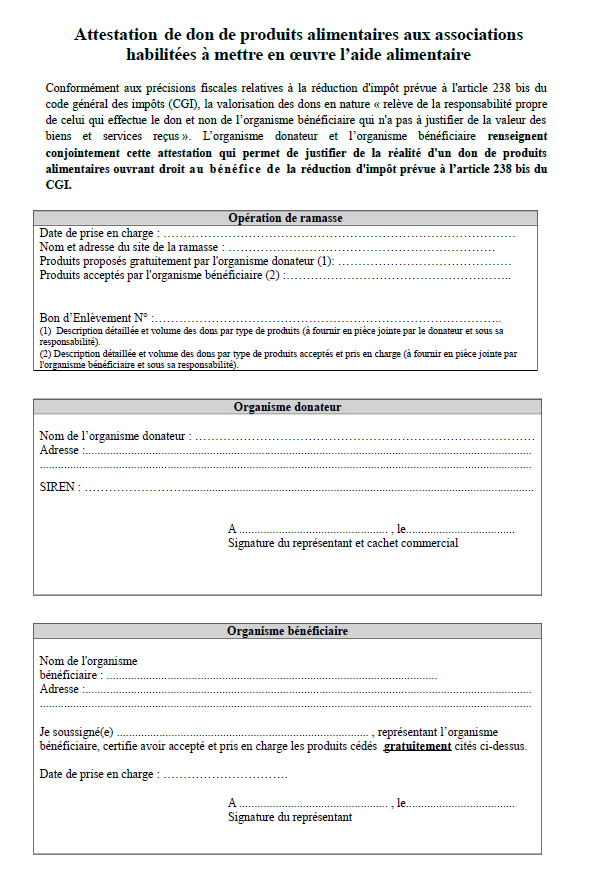 Attestation de don de produits alimentaires aux associations
habilitées à mettre en œuvre l’aide alimentaire
Conformément aux précisions fiscales relatives à la réduction d'impôt prévue à l'article 238 bis du
code général des impôts (CGI), la valorisation des dons en nature « relève de la responsabilité propre
de celui qui effectue le don et non de l’organisme bénéficiaire qui n'a pas à justifier de la valeur des
biens et services reçus ». L’organisme donateur et l’organisme bénéficiaire renseignent
conjointement cette attestation qui permet de justifier de la réalité d'un don de produits
alimentaires ouvrant droit au bénéfice de la réduction d'impôt prévue à l’article 238 bis du
CGI.
Opération de ramasse
Date de prise en charge : ……………………………………………………………………………
Nom et adresse du site de la ramasse : …………………………………………………………
Produits proposés gratuitement par l'organisme donateur (1): ……………………………………
Produits acceptés par l'organisme bénéficiaire (2) :………………………………………………..
Bon d’Enlèvement N° :…………………………………………………………………………..
(1) Description détaillée et volume des dons par type de produits (à fournir en pièce jointe par le donateur et sous sa
responsabilité).
(2) Description détaillée et volume des dons par type de produits acceptés et pris en charge (à fournir en pièce jointe par
l'organisme bénéficiaire et sous sa responsabilité).
Organisme donateur
Nom de l’organisme donateur : …………………………………………………………………………
Adresse :..........................................................................................................................................................
.........................................................................................................................................................................
SIREN : ……………………..........................................................................................................................
A ................................................... , le.....................................
Signature du représentant et cachet commercial
Organisme bénéficiaire
Nom de l'organisme
bénéficiaire : ..................................................................................................................
Adresse :..........................................................................................................................................................
.........................................................................................................................................................................
Je soussigné(e) ....................................................................................... , représentant l’organisme
bénéficiaire, certifie avoir accepté et pris en charge les produits cédés gratuitement cités ci-dessus.
Date de prise en charge : ………………………….
A ................................................... , le.....................................
Signature du représentant